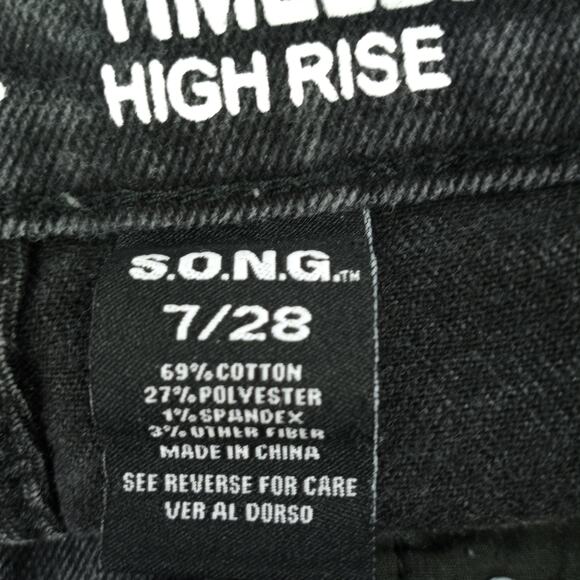 HIGH RISE
S.O.N.G.™
7/28
69% COTTON
27% POLYESTER
1% SPANDEX
3% OTHER FIBER
MADE IN CHINA
SEE REVERSE FOR CARE
VER AL DORSO